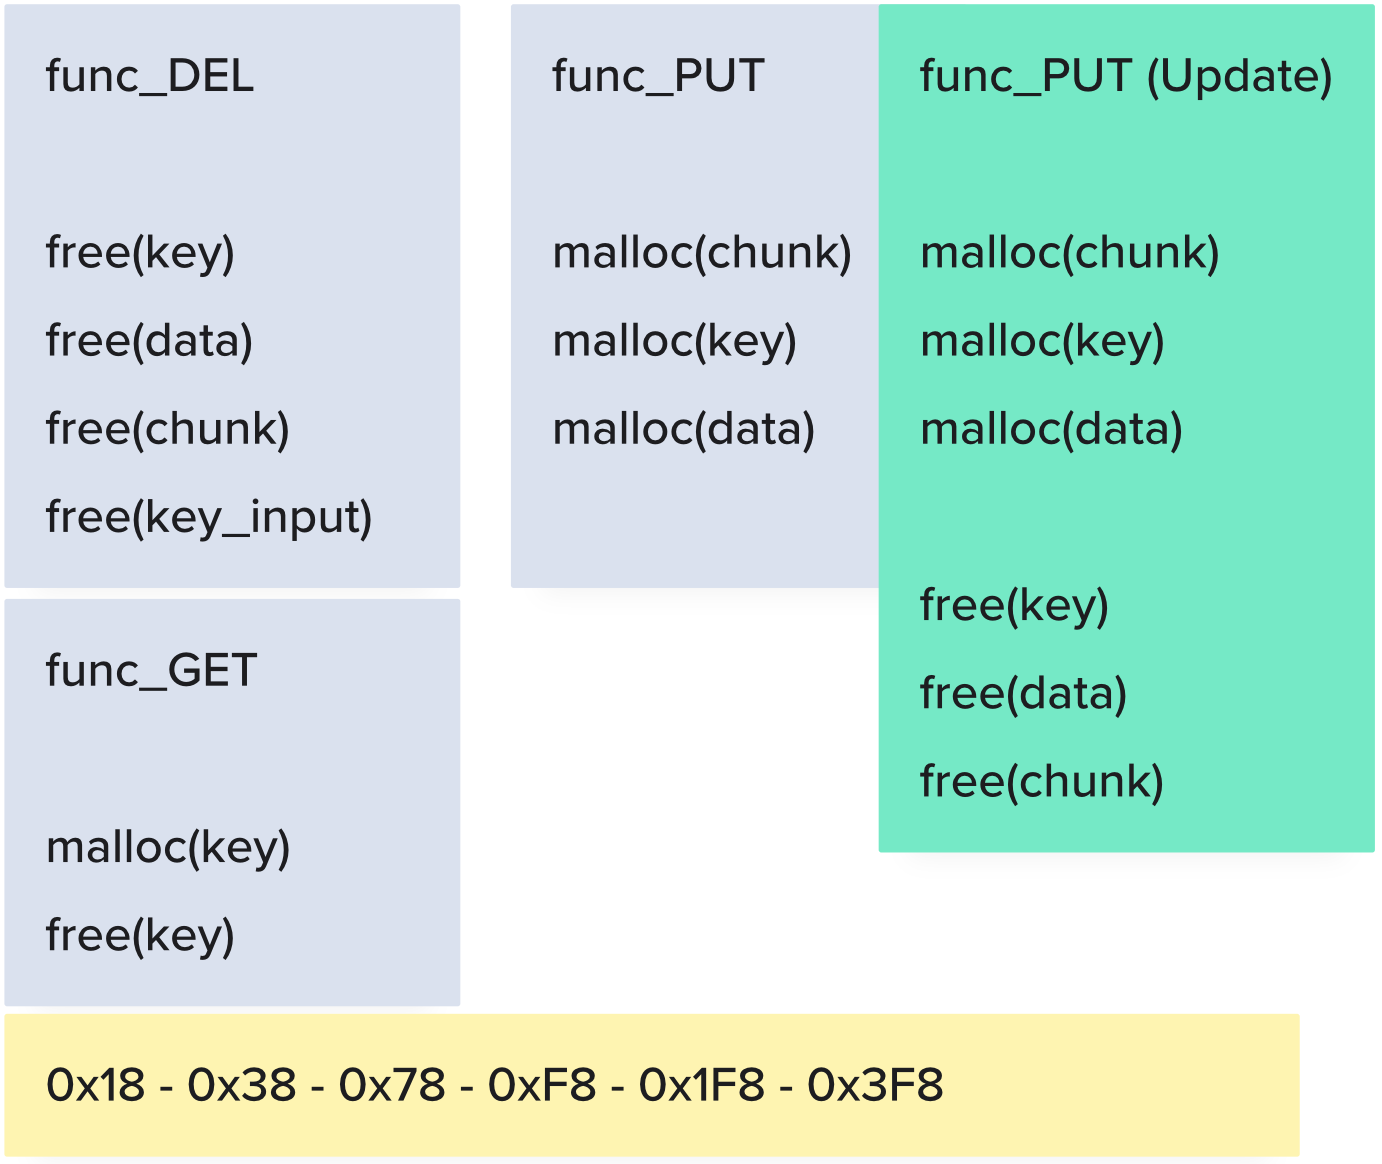 func_DEL
free(key)
free(data)
free(chunk)
free(key_input)
func_PUT
malloc(chunk)
malloc(key)
malloc(data)
func_PUT (Update)
malloc(chunk)
malloc(key)
malloc(data)
free(key)
free(data)
free(chunk)
func_GET
malloc(key)
free(key)
0x18 - 0x38 - 0x78 - 0xF8 - 0x1F8 - 0x3F8